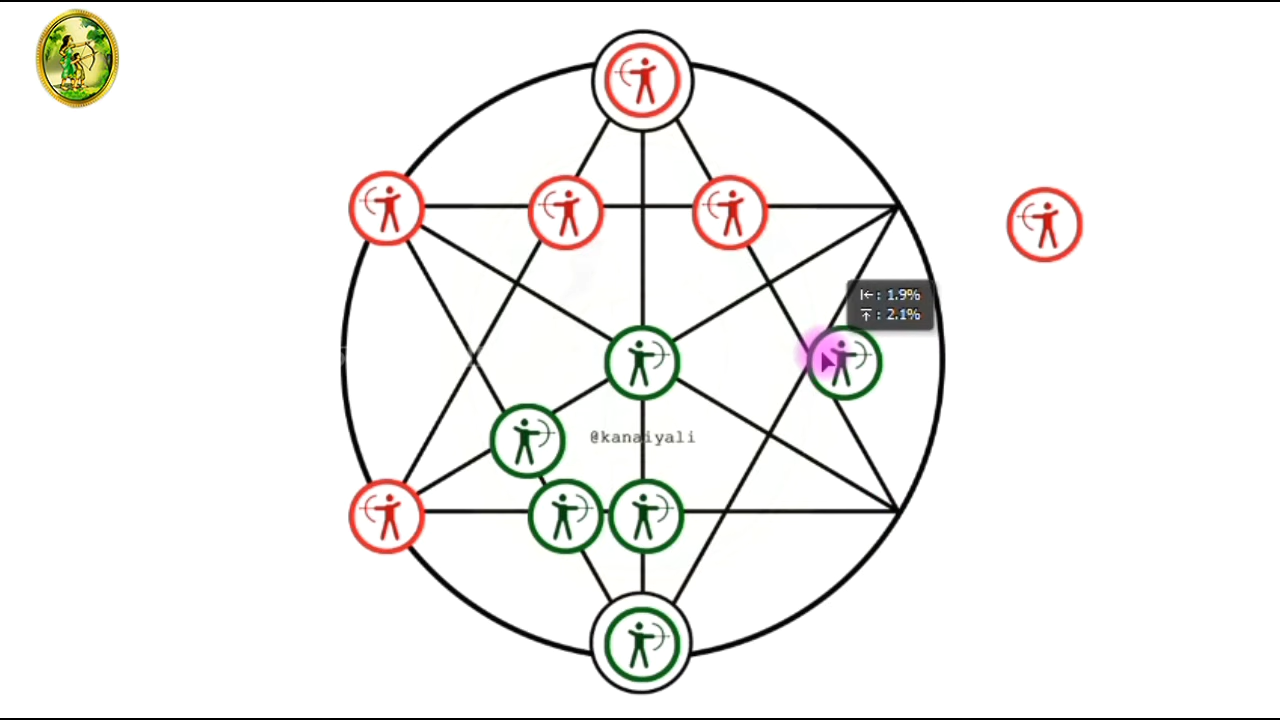 : 1.9%
: 2.1%
@kanaiyali